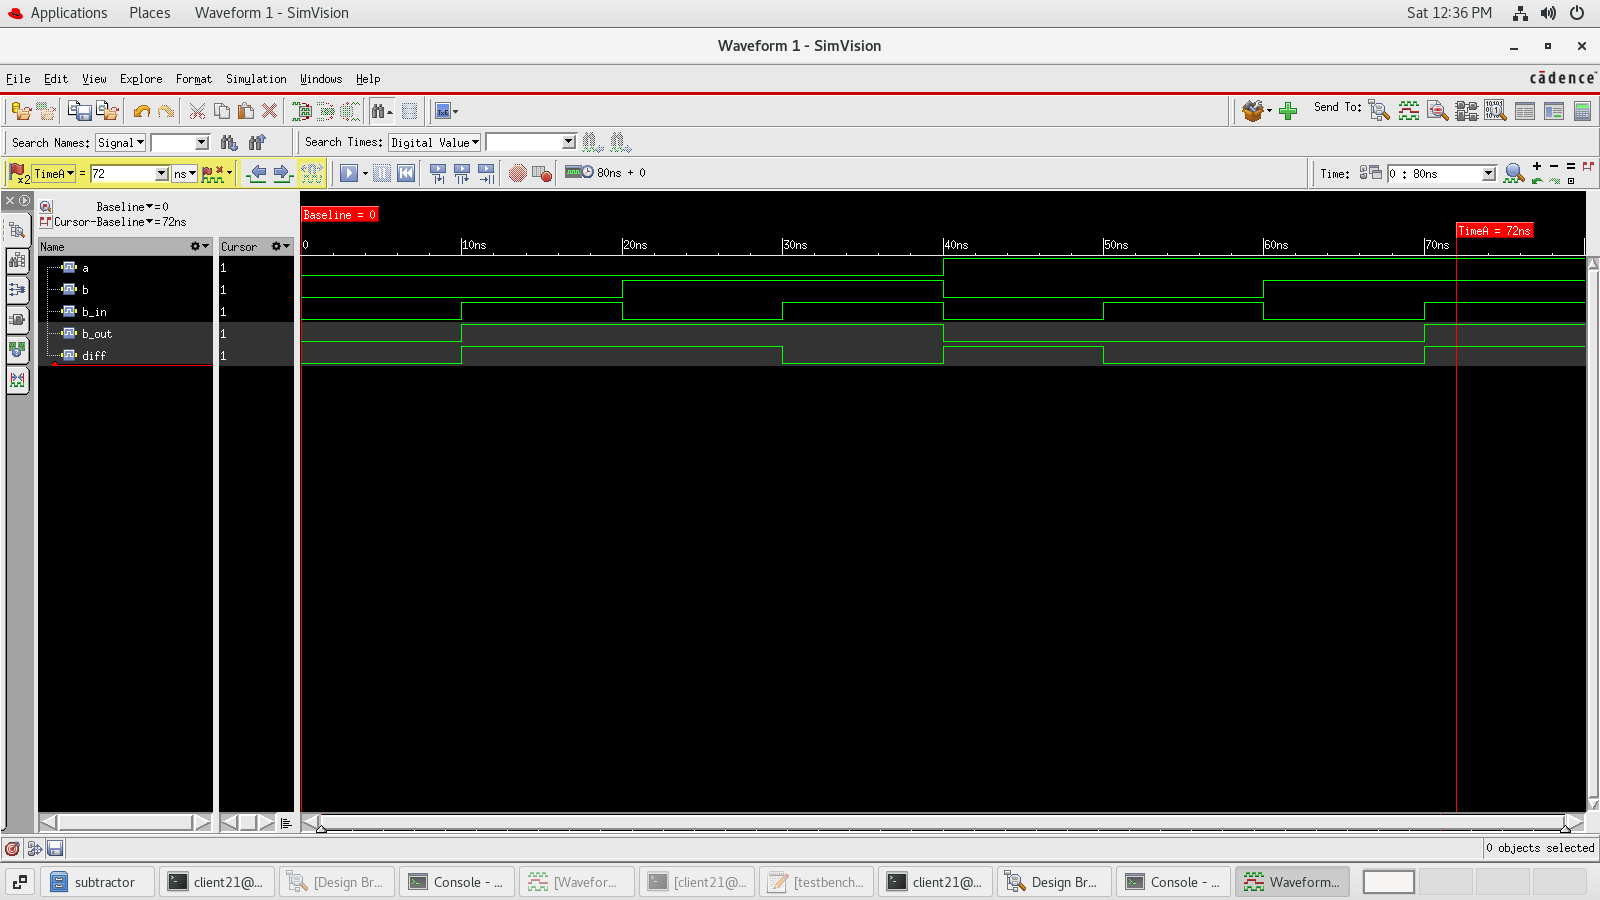 Applications Places Waveform 1 - SimVision Sat 12:36 PM
Waveform 1 - SimVision
File Edit View Explore Format Simulation Windows Help cādence
Send To:
Search Names: Signal Search Times: Digital Value
x2 TimeA = 72 ns 80ns + 0 Time: 0 : 80ns
Baseline = 0
Cursor-Baseline = 72ns
Baseline = 0
TimeA = 72ns
Name Cursor 0 10ns 20ns 30ns 40ns 50ns 60ns 70ns
a 1
b 1
b_in 1
b_out 1
diff 1
0 objects selected
subtractor client21@... [Design Br... Console - ... [Wavefor... [client21@... [testbench... client21@... Design Br... Console - ... Waveform...